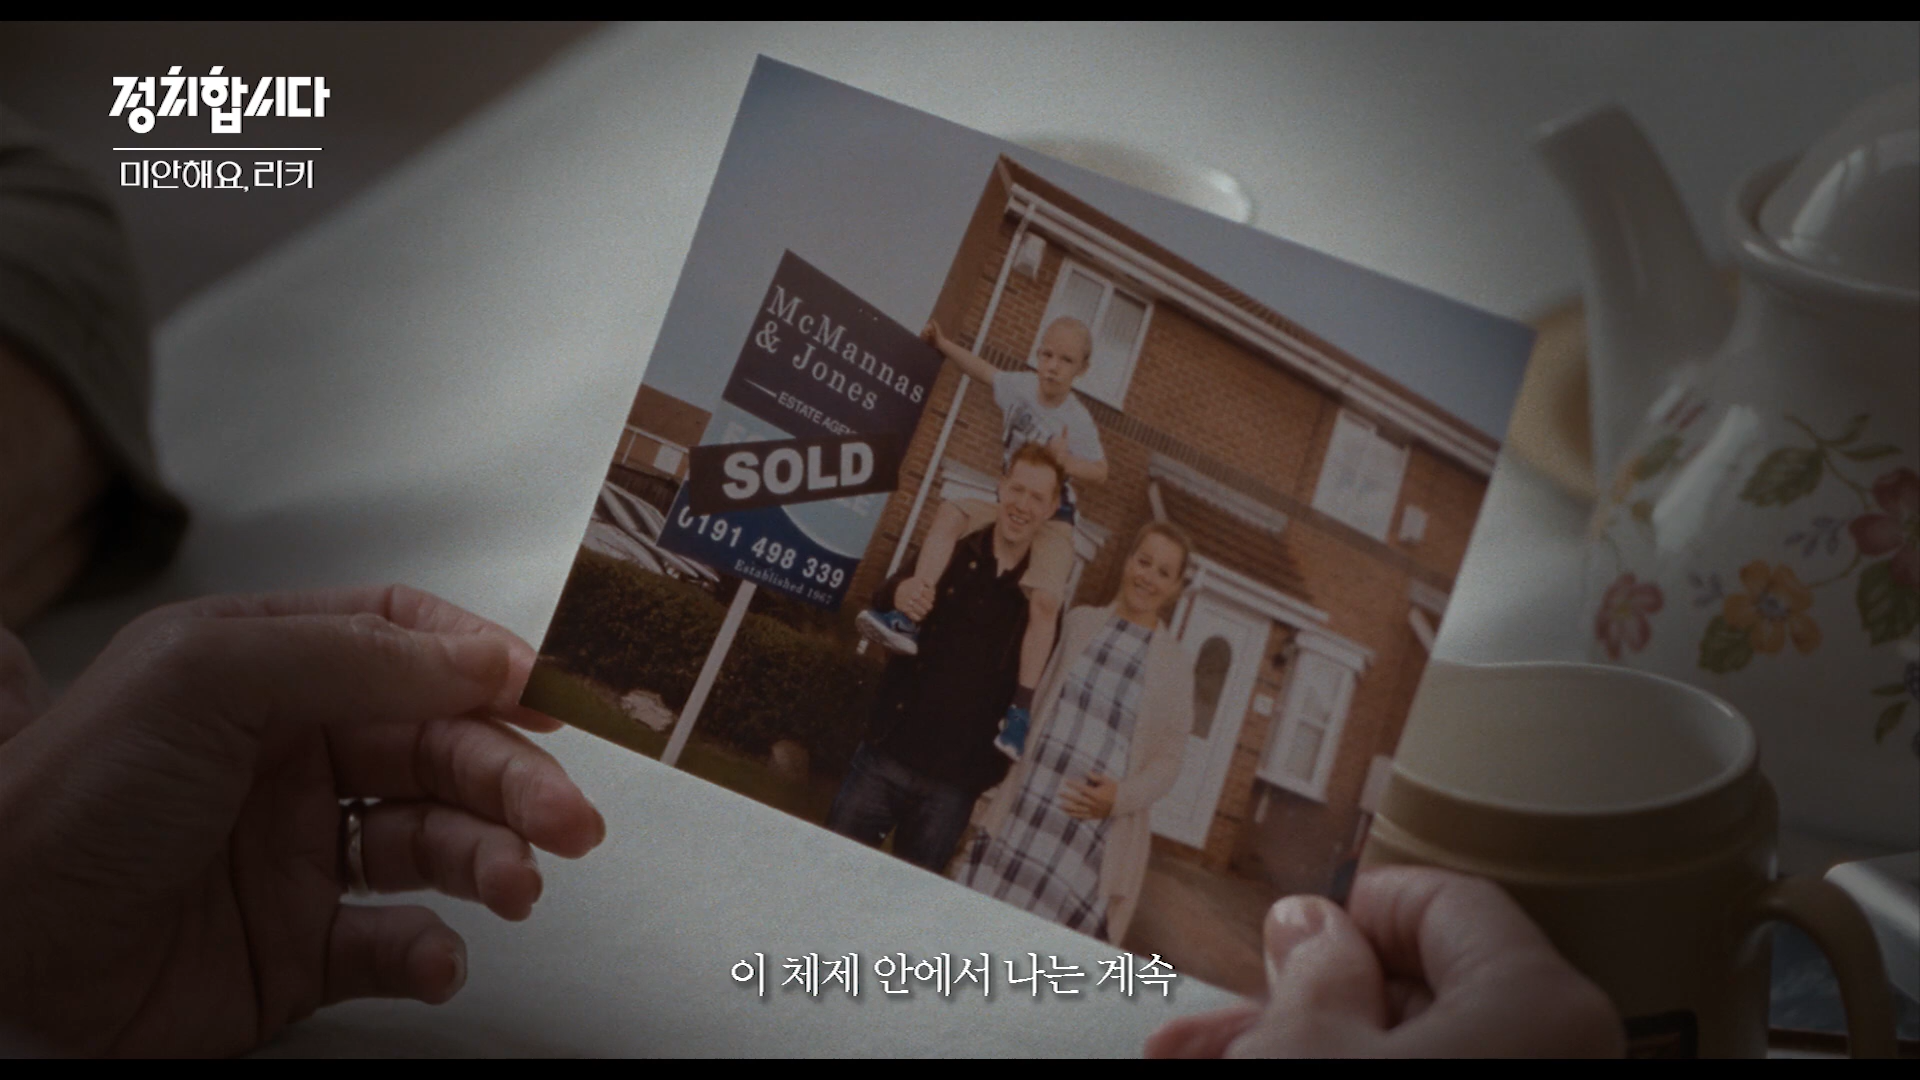 정치합시다
미안해요, 리키
McMannas
& Jones
ESTATE AGEN
SOLD
0191 498 339
Established 1967
이 체제 안에서 나는 계속